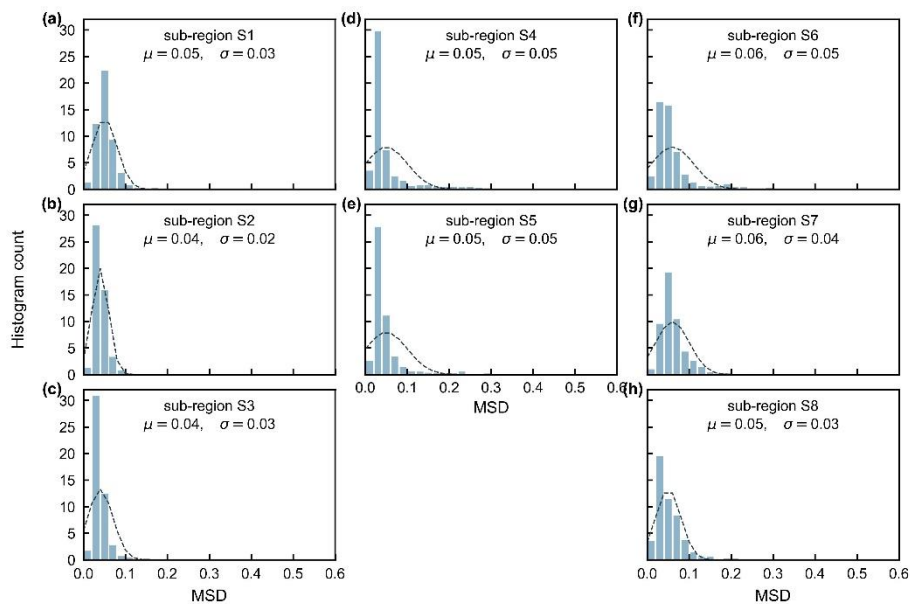 (a)
sub-region S1
μ = 0.05, σ = 0.03
30
25
20
15
10
5
0
(d)
sub-region S4
μ = 0.05, σ = 0.05
(f)
sub-region S6
μ = 0.06, σ = 0.05
(b)
sub-region S2
μ = 0.04, σ = 0.02
30
25
20
15
10
5
0
Histogram count
(e)
sub-region S5
μ = 0.05, σ = 0.05
0.0 0.1 0.2 0.3 0.4 0.5 0.6
MSD
(g)
sub-region S7
μ = 0.06, σ = 0.04
(c)
sub-region S3
μ = 0.04, σ = 0.03
30
25
20
15
10
5
0
0.0 0.1 0.2 0.3 0.4 0.5 0.6
MSD
(h)
sub-region S8
μ = 0.05, σ = 0.03
0.0 0.1 0.2 0.3 0.4 0.5 0.6
MSD